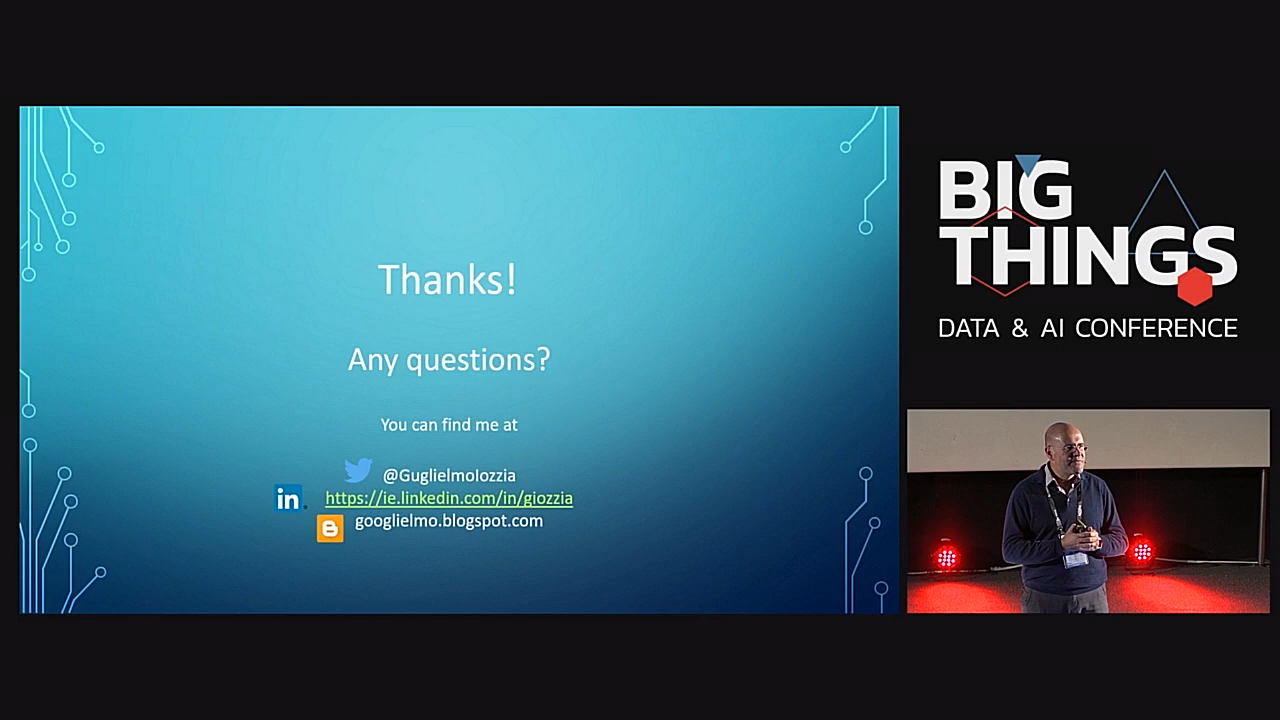 Thanks!
Any questions?
You can find me at
@GuglielmoIozzia
https://ie.linkedin.com/in/giozzia
googlielmo.blogspot.com
in
BIG
THINGS
DATA & AI CONFERENCE